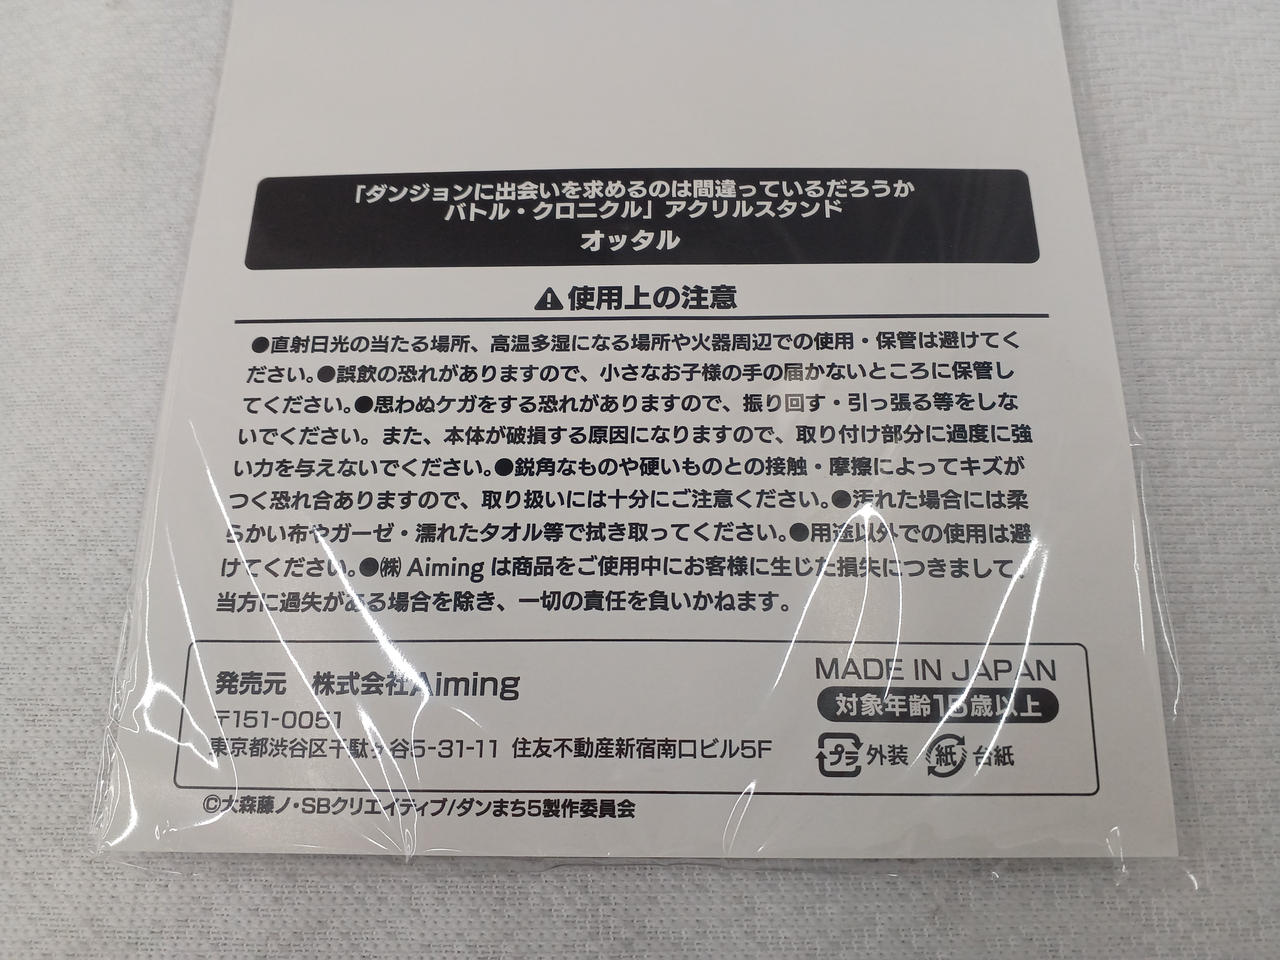 「ダンジョンに出会いを求めるのは間違っているだろうか
バトル・クロニクル」アクリルスタンド
オッタル
使用上の注意
●直射日光の当たる場所、高温多湿になる場所や火器周辺での使用・保管は避けてく
ださい。●誤飲の恐れがありますので、小さなお子様の手の届かないところに保管し
てください。●思わぬケガをする恐れがありますので、振り回す・引っ張る等をしな
いでください。また、本体が破損する原因になりますので、取り付け部分に過度に強
い力を与えないでください。●鋭角なものや硬いものとの接触・摩擦によってキズが
つく恐れ合ありますので、取り扱いには十分にご注意ください。●汚れた場合には柔
らかい布やガーゼ・濡れたタオル等で拭き取ってください。●用途以外での使用は避
けてください。●㈱ Aiming は商品をご使用中にお客様に生じた損失につきまして、
当方に過失がある場合を除き、一切の責任を負いかねます。
発売元 株式会社Aiming
〒151-0051
東京都渋谷区千駄ヶ谷5-31-11 住友不動産新宿南口ビル5F
MADE IN JAPAN
対象年齢15歳以上
プラ 外装 紙 台紙
©大森藤ノ・SBクリエイティブ/ダンまち5製作委員会